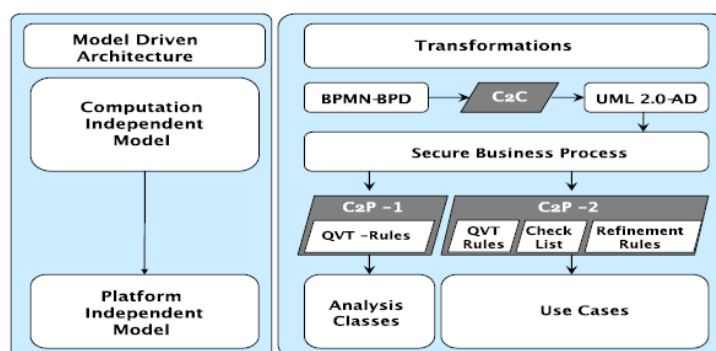 Model Driven
Architecture
Computation
Independent
Model
Platform
Independent
Model
Transformations
BPMN-BPD
C2C
UML 2.0-AD
Secure Business Process
C2P -1
QVT -Rules
C2P -2
QVT
Rules
Check
List
Refinement
Rules
Analysis
Classes
Use Cases